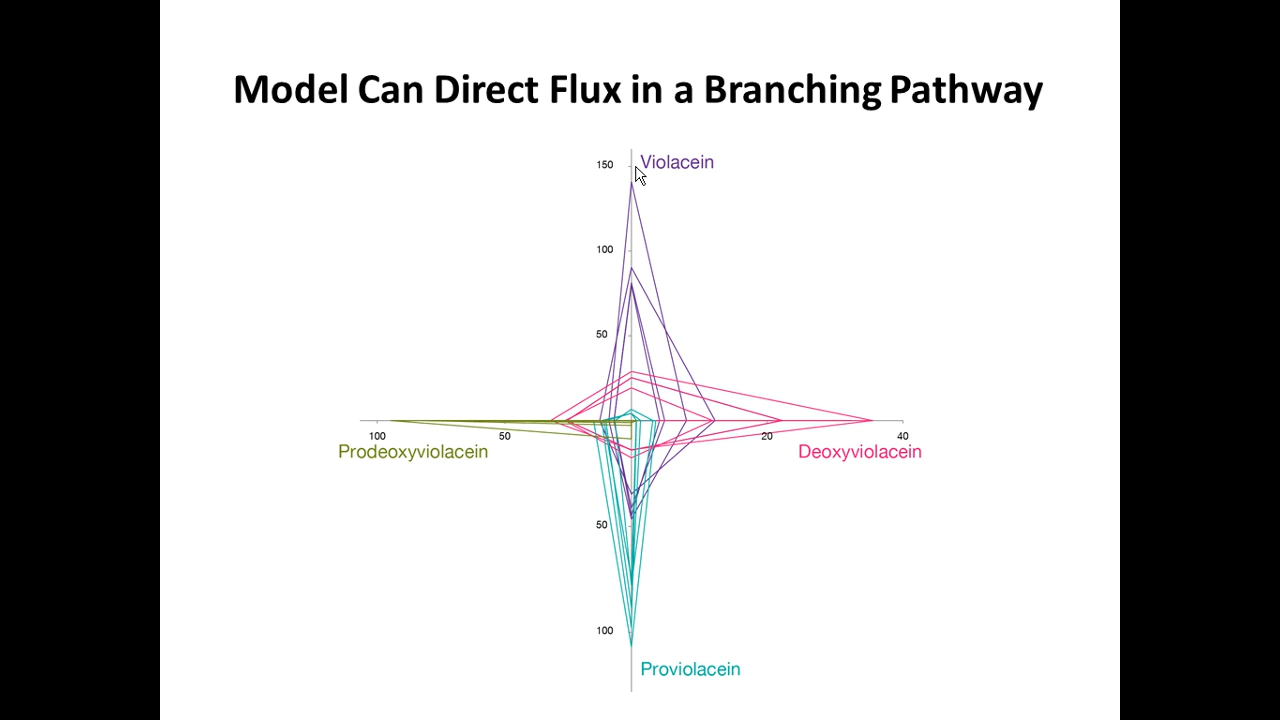 Model Can Direct Flux in a Branching Pathway
150
Violacein
100
50
100
50
20
40
Prodeoxyviolacein
Deoxyviolacein
50
100
Proviolacein